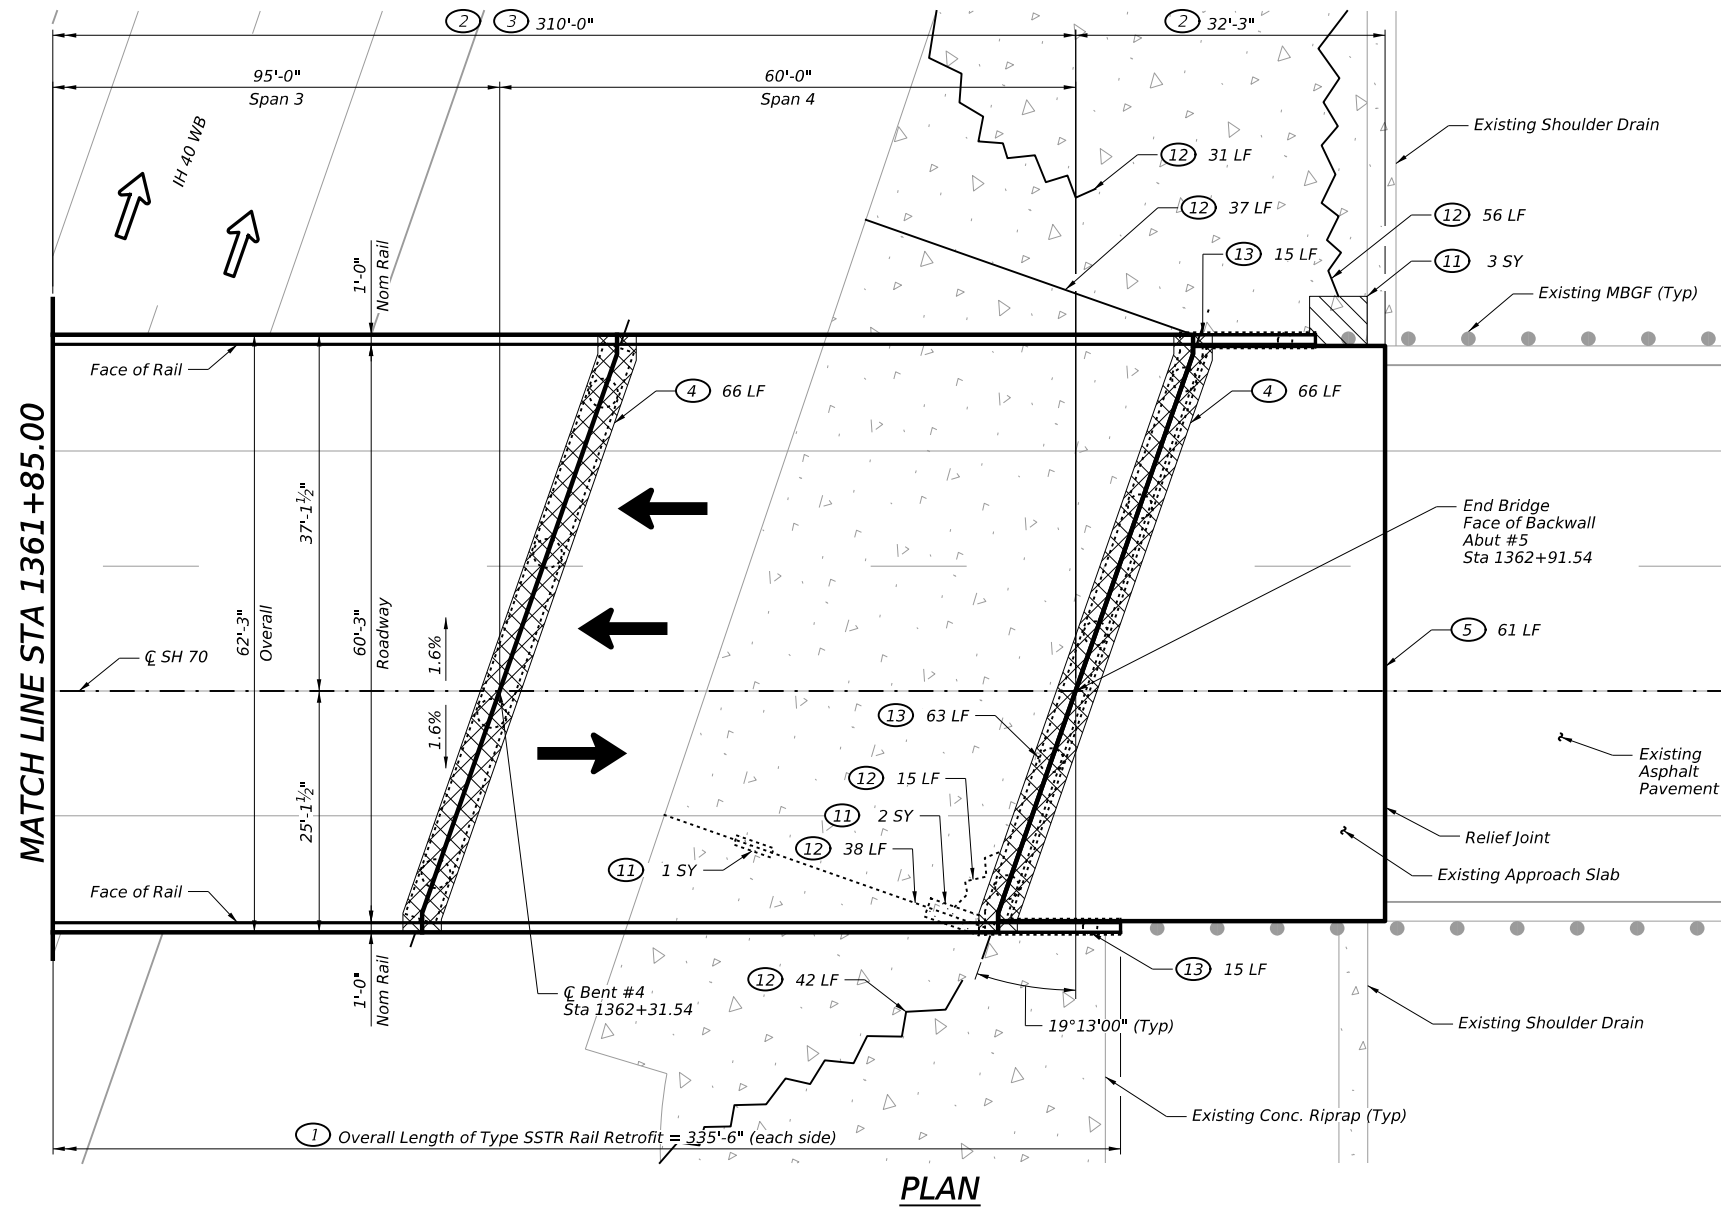 2 3 310'-0"
2 32'-3"
95'-0"
Span 3
60'-0"
Span 4
IH 40 WB
Existing Shoulder Drain
12 31 LF
12 37 LF
12 56 LF
13 15 LF
11 3 SY
1'-0"
Nom Rail
Existing MBGF (Typ)
Face of Rail
4 66 LF
4 66 LF
MATCH LINE STA 1361+85.00
37'-1½"
End Bridge
Face of Backwall
Abut #5
Sta 1362+91.54
62'-3"
Overall
60'-3"
Roadway
1.6%
5 61 LF
℄ SH 70
1.6%
13 63 LF
Existing
Asphalt
Pavement
12 15 LF
25'-1½"
11 2 SY
12 38 LF
Relief Joint
11 1 SY
Existing Approach Slab
Face of Rail
1'-0"
Nom Rail
12 42 LF
13 15 LF
℄ Bent #4
Sta 1362+31.54
19°13'00" (Typ)
Existing Shoulder Drain
Existing Conc. Riprap (Typ)
1 Overall Length of Type SSTR Rail Retrofit = 335'-6" (each side)
PLAN